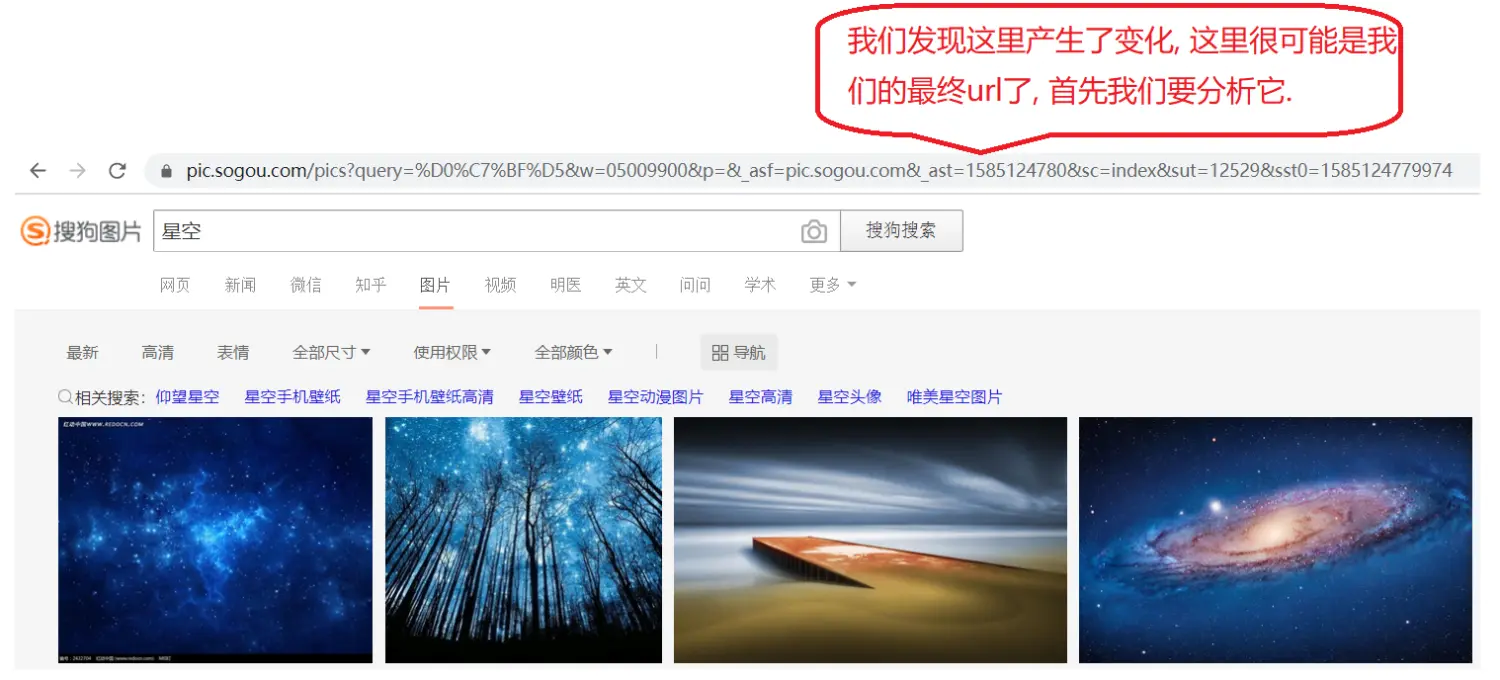 我们发现这里产生了变化, 这里很可能是我
们的最终url了, 首先我们要分析它.
pic.sogou.com/pics?query=%D0%C7%BF%D5&w=05009900&p=&_asf=pic.sogou.com&_ast=1585124780&sc=index&sut=12529&sst0=1585124779974
搜狗图片 星空 搜狗搜索
网页 新闻 微信 知乎 图片 视频 明医 英文 问问 学术 更多
最新 高清 表情 全部尺寸 使用权限 全部颜色 导航
相关搜索: 仰望星空 星空手机壁纸 星空手机壁纸高清 星空壁纸 星空动漫图片 星空高清 星空头像 唯美星空图片
红动中国WWW.REDOCN.COM